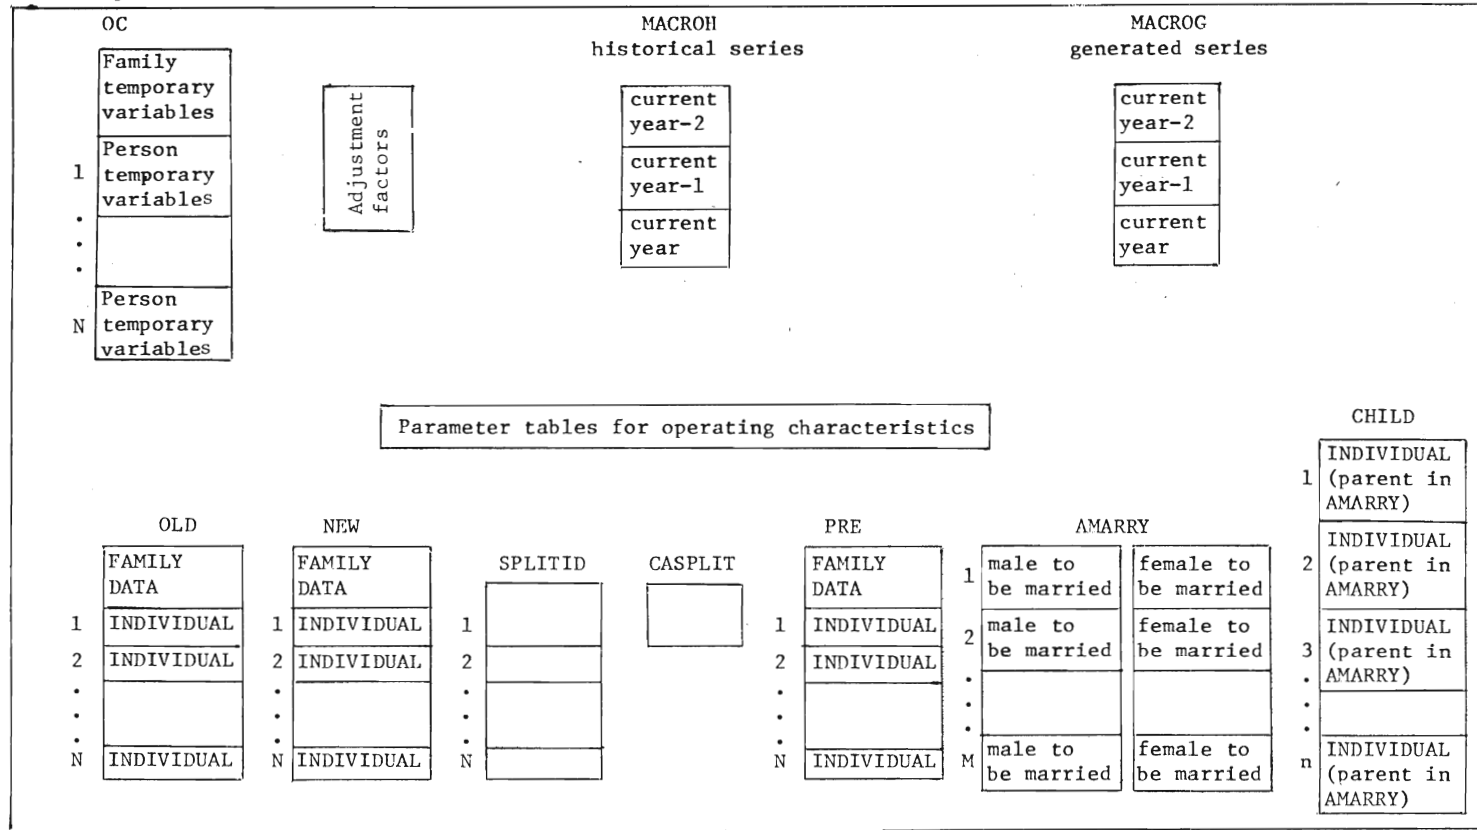 OC
Family
temporary
variables
1
Person
temporary
variables
.
.
.
N
Person
temporary
variables
Adjustment
factors
MACROH
historical series
current
year-2
current
year-1
current
year
MACROG
generated series
current
year-2
current
year-1
current
year
Parameter tables for operating characteristics
OLD
FAMILY
DATA
1 INDIVIDUAL
2 INDIVIDUAL
.
.
.
N INDIVIDUAL
NEW
FAMILY
DATA
1 INDIVIDUAL
2 INDIVIDUAL
.
.
.
N INDIVIDUAL
SPLITID
1
2
.
.
.
N
CASPLIT
PRE
FAMILY
DATA
1 INDIVIDUAL
2 INDIVIDUAL
.
.
.
N INDIVIDUAL
AMARRY
1
male to
be married
female to
be married
2
male to
be married
female to
be married
.
.
.
M
male to
be married
female to
be married
CHILD
1
INDIVIDUAL
(parent in
AMARRY)
2
INDIVIDUAL
(parent in
AMARRY)
3
INDIVIDUAL
(parent in
AMARRY)
.
.
.
n
INDIVIDUAL
(parent in
AMARRY)